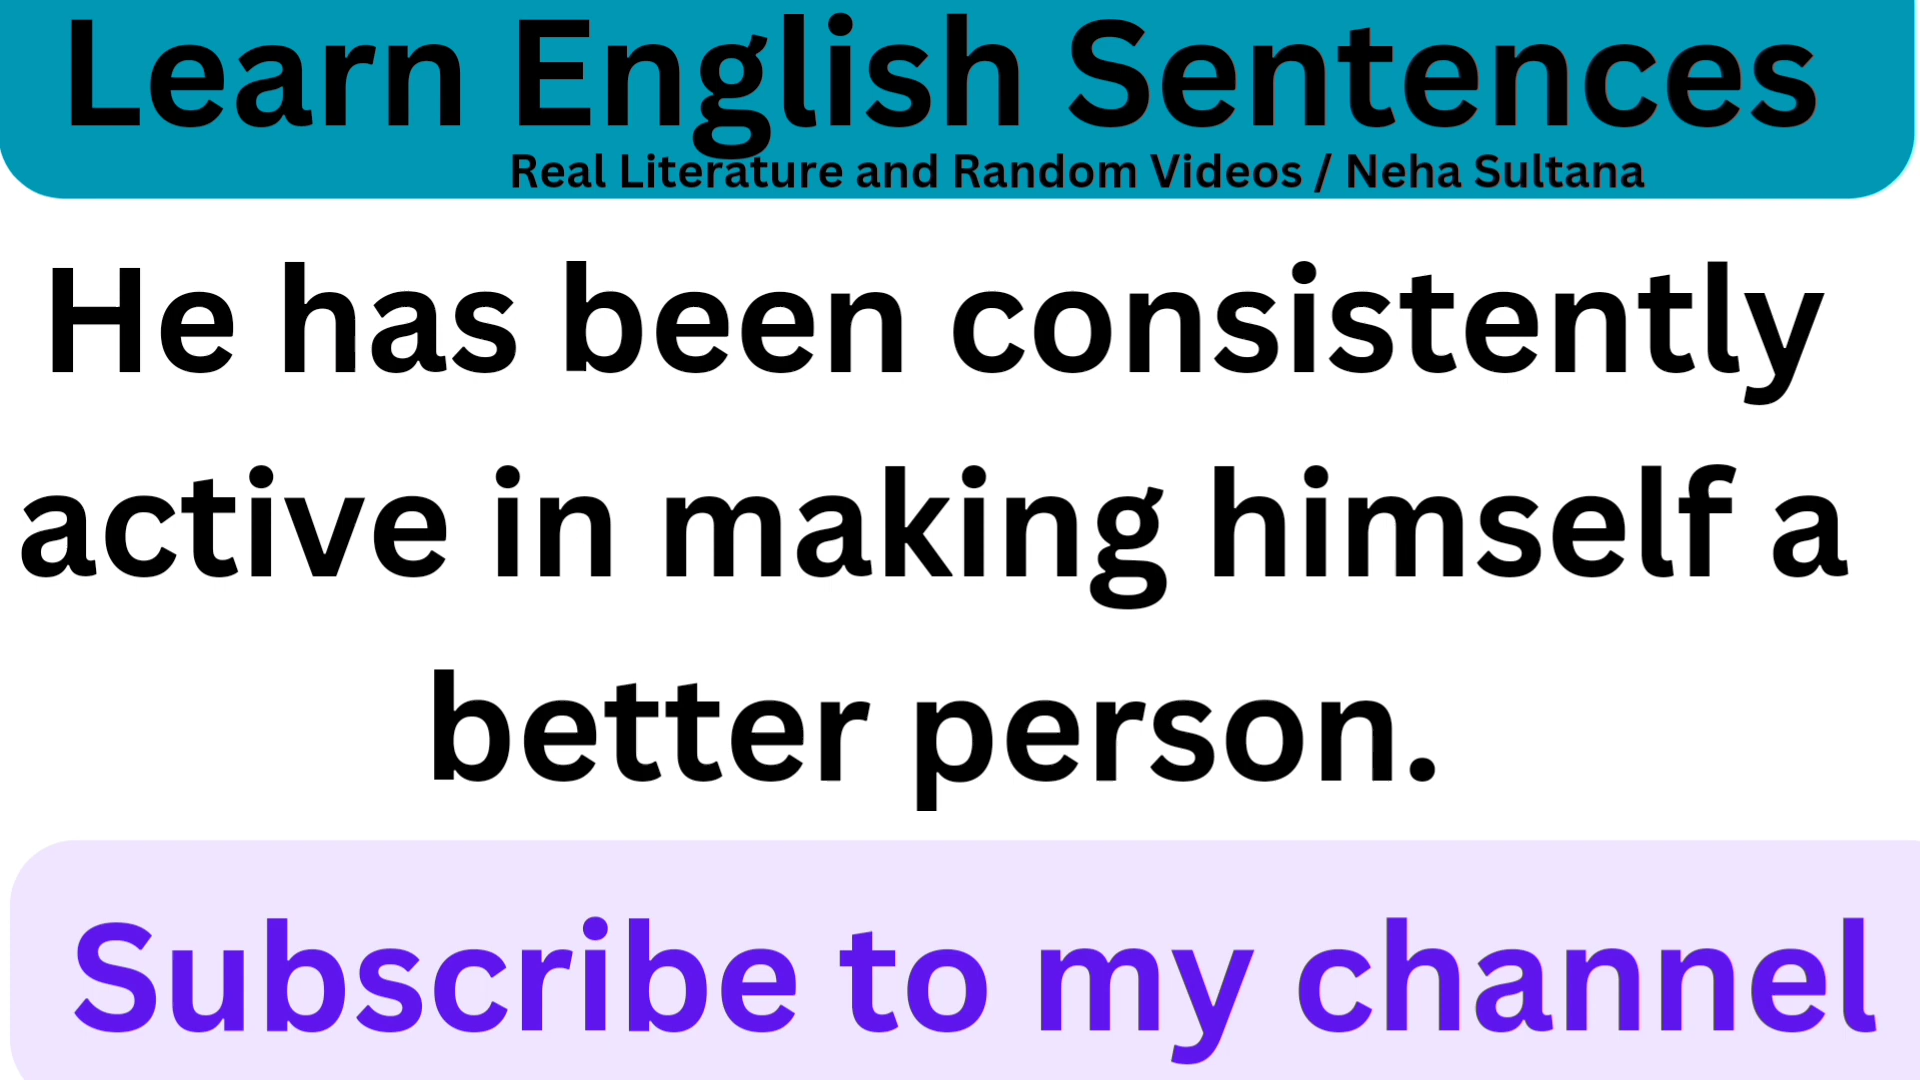 Learn English Sentences
Real Literature and Random Videos / Neha Sultana
He has been consistently
active in making himself a
better person.
Subscribe to my channel